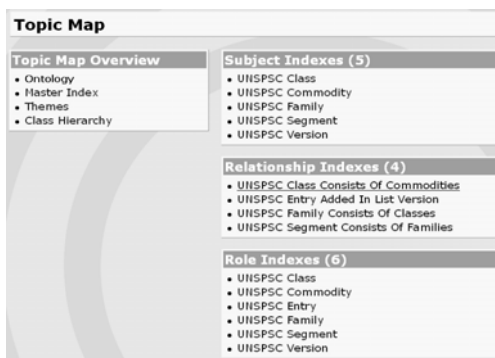 Topic Map
Topic Map Overview
• Ontology
• Master Index
• Themes
• Class Hierarchy
Subject Indexes (5)
• UNSPSC Class
• UNSPSC Commodity
• UNSPSC Family
• UNSPSC Segment
• UNSPSC Version
Relationship Indexes (4)
• UNSPSC Class Consists Of Commodities
• UNSPSC Entry Added In List Version
• UNSPSC Family Consists Of Classes
• UNSPSC Segment Consists Of Families
Role Indexes (6)
• UNSPSC Class
• UNSPSC Commodity
• UNSPSC Entry
• UNSPSC Family
• UNSPSC Segment
• UNSPSC Version